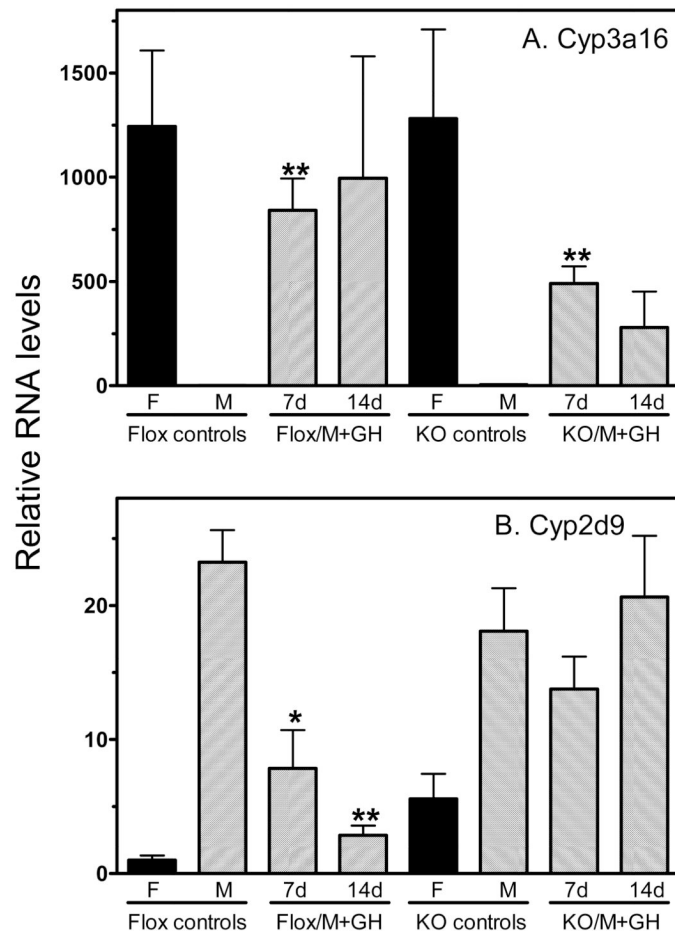 Relative RNA levels
A. Cyp3a16
1500
1000
500
0
**
**
F M 7d 14d F M 7d 14d
Flox controls Flox/M+GH KO controls KO/M+GH
B. Cyp2d9
20
10
0
*
**
F M 7d 14d F M 7d 14d
Flox controls Flox/M+GH KO controls KO/M+GH